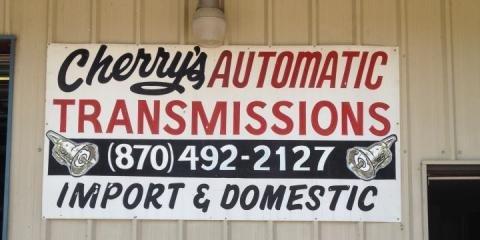 Cherry's AUTOMATIC
TRANSMISSIONS
(870) 492-2127
IMPORT & DOMESTIC